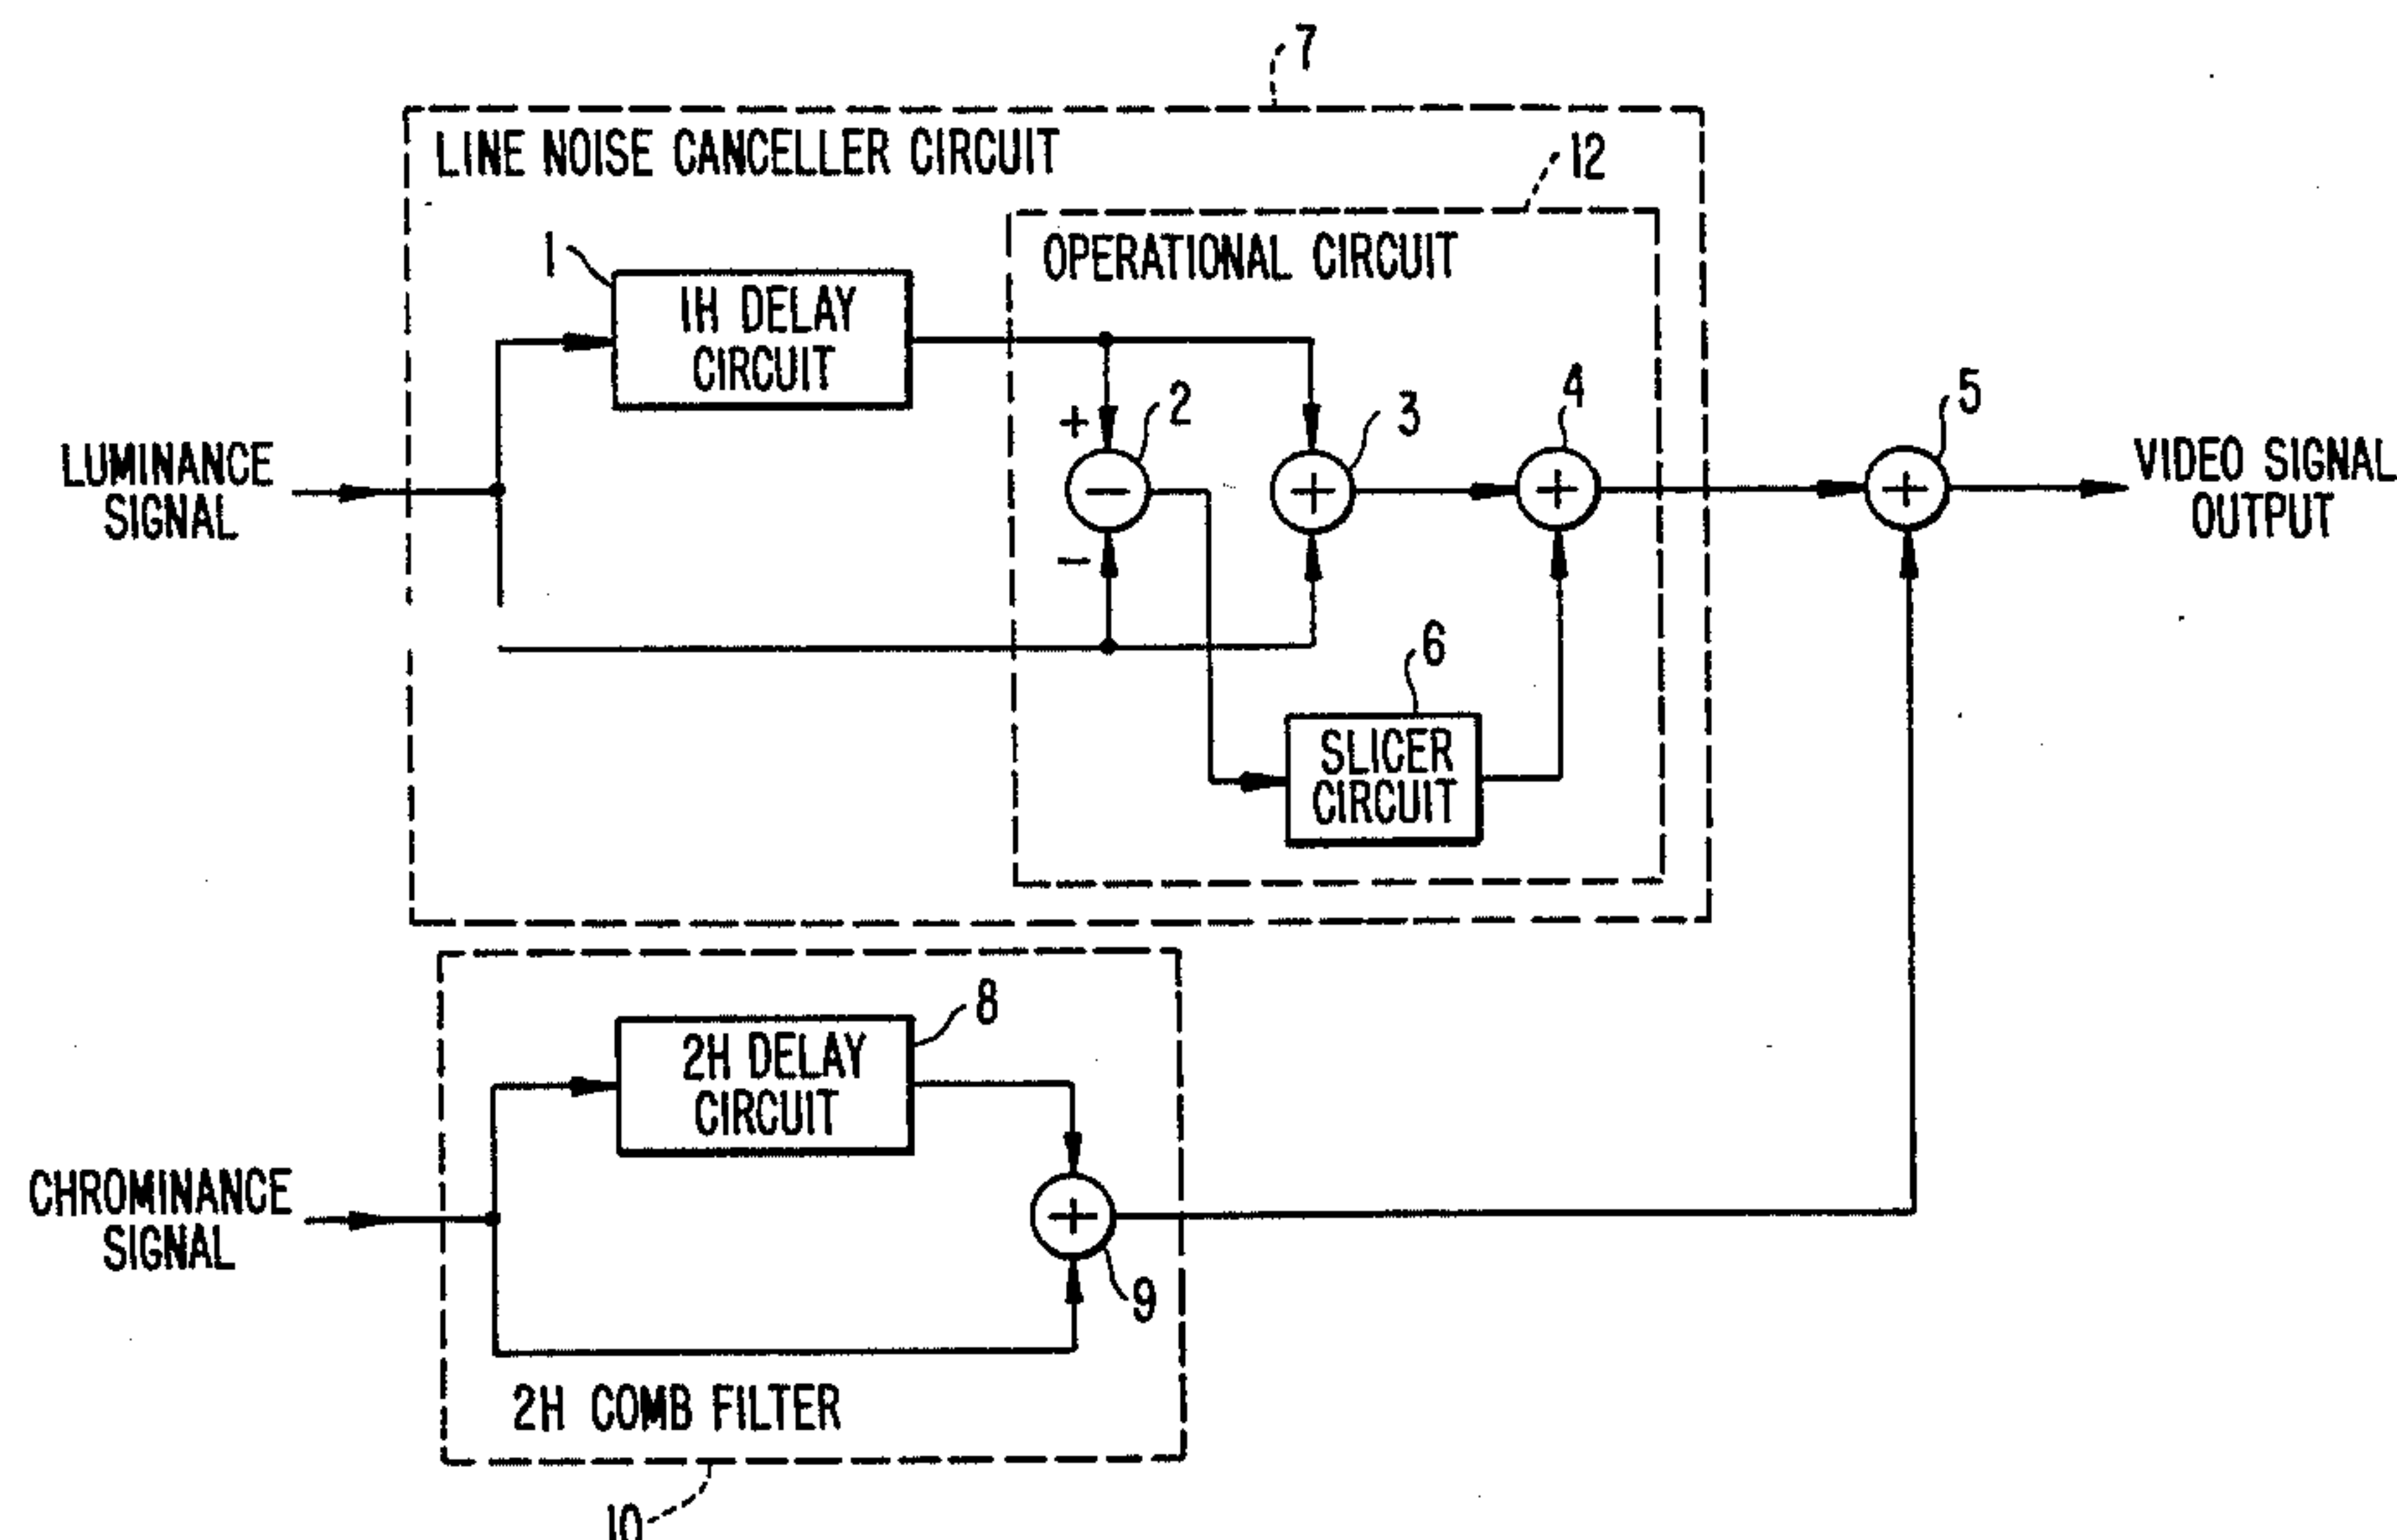 7
LINE NOISE CANCELLER CIRCUIT
12
OPERATIONAL CIRCUIT
1
1H DELAY
CIRCUIT
+
2
3
4
5
LUMINANCE
SIGNAL
−
+
+
+
VIDEO SIGNAL
OUTPUT
−
6
SLICER
CIRCUIT
8
2H DELAY
CIRCUIT
CHROMINANCE
SIGNAL
+
9
2H COMB FILTER
10